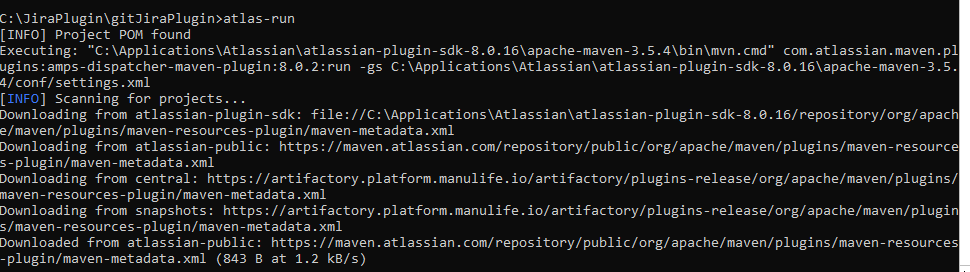 C:\JiraPlugin\gitJiraPlugin>atlas-run
[INFO] Project POM found
Executing: "C:\Applications\Atlassian\atlassian-plugin-sdk-8.0.16\apache-maven-3.5.4\bin\mvn.cmd" com.atlassian.maven.pl
ugins:amps-dispatcher-maven-plugin:8.0.2:run -gs C:\Applications\Atlassian\atlassian-plugin-sdk-8.0.16\apache-maven-3.5.
4/conf/settings.xml
[INFO] Scanning for projects...
Downloading from atlassian-plugin-sdk: file://C:\Applications\Atlassian\atlassian-plugin-sdk-8.0.16/repository/org/apach
e/maven/plugins/maven-resources-plugin/maven-metadata.xml
Downloading from atlassian-public: https://maven.atlassian.com/repository/public/org/apache/maven/plugins/maven-resource
s-plugin/maven-metadata.xml
Downloading from central: https://artifactory.platform.manulife.io/artifactory/plugins-release/org/apache/maven/plugins/
maven-resources-plugin/maven-metadata.xml
Downloading from snapshots: https://artifactory.platform.manulife.io/artifactory/plugins-release/org/apache/maven/plugin
s/maven-resources-plugin/maven-metadata.xml
Downloaded from atlassian-public: https://maven.atlassian.com/repository/public/org/apache/maven/plugins/maven-resources
-plugin/maven-metadata.xml (843 B at 1.2 kB/s)